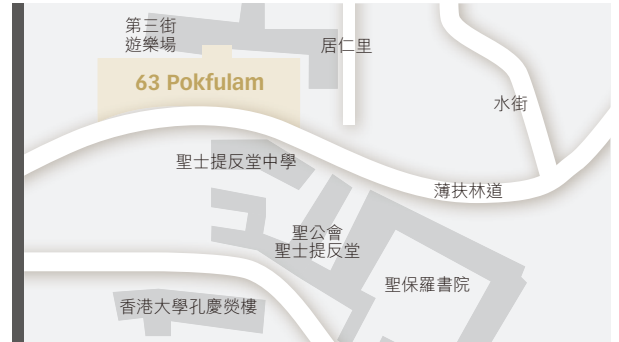 第三街
遊樂場
居仁里
63 Pokfulam
水街
聖士提反堂中學
薄扶林道
聖公會
聖士提反堂
聖保羅書院
香港大學孔慶熒樓